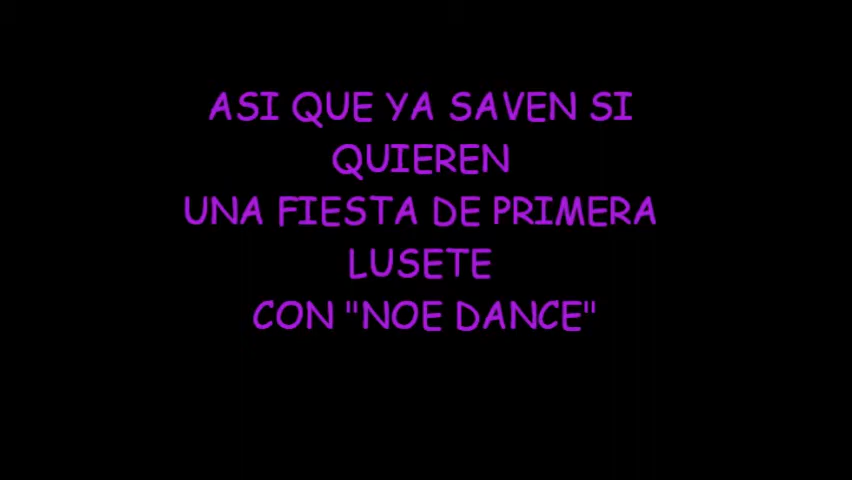 ASI QUE YA SAVEN SI
QUIEREN
UNA FIESTA DE PRIMERA
LUSETE
CON "NOE DANCE"